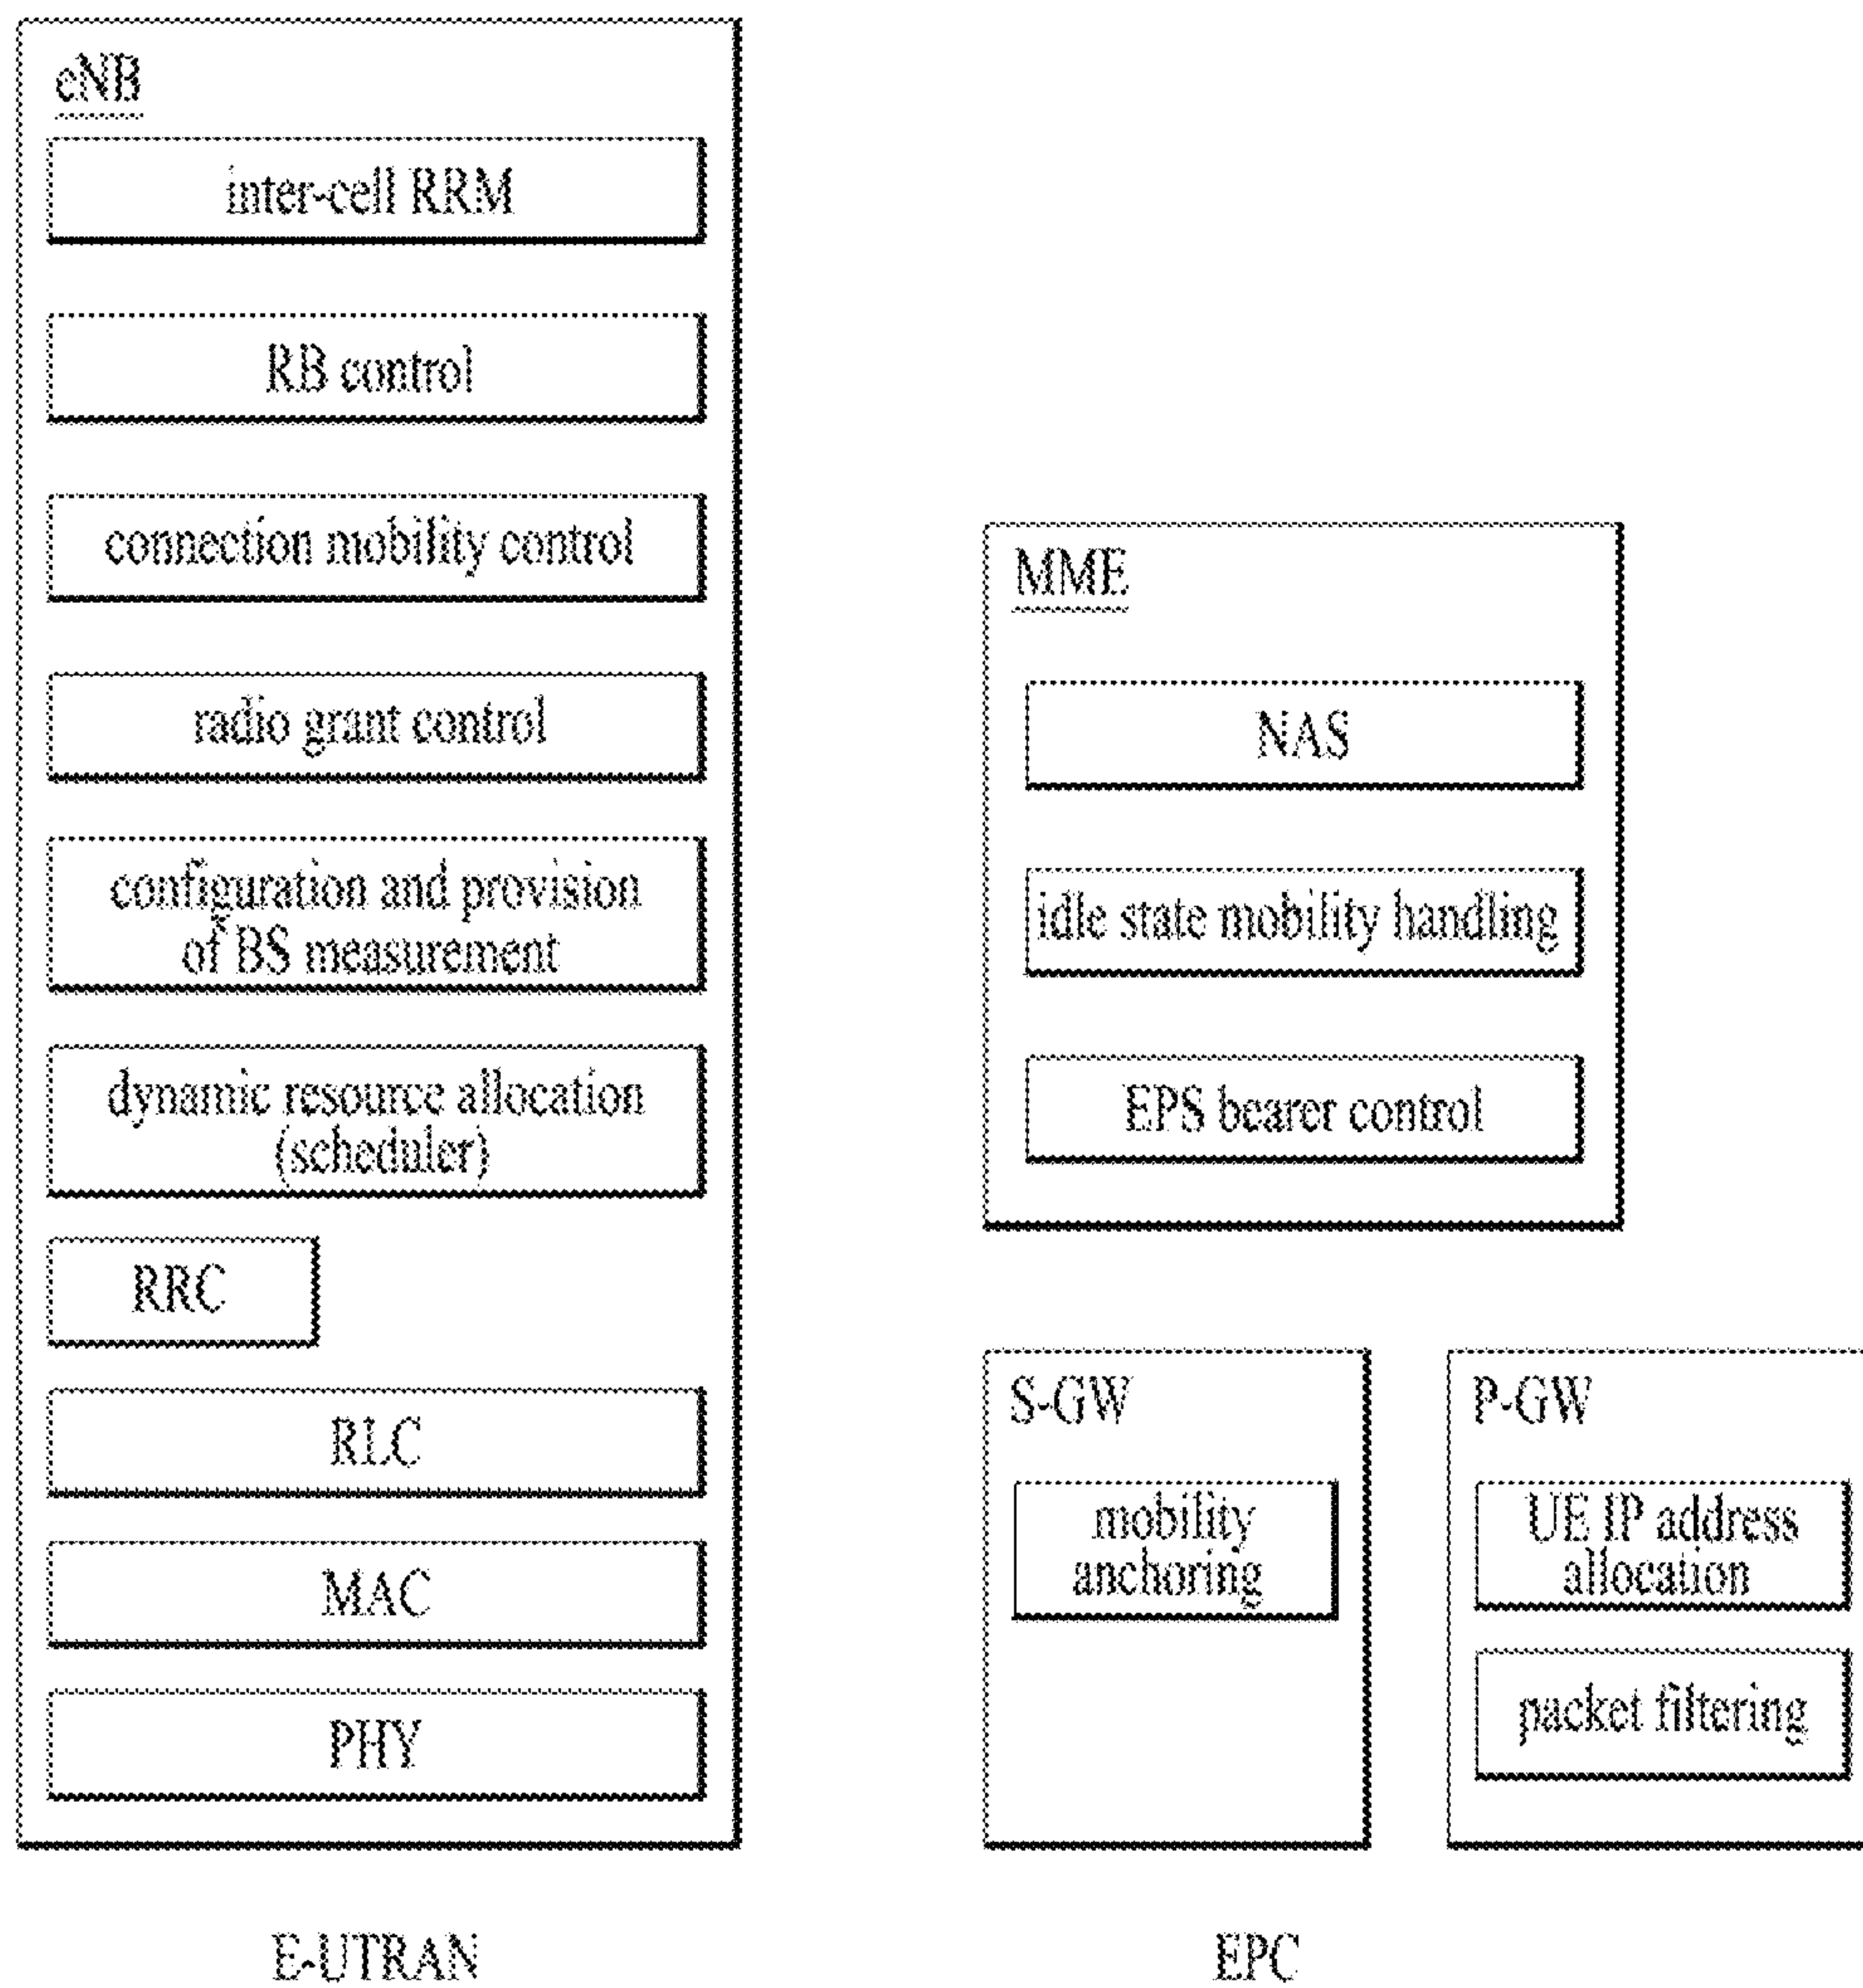 eNB
inter-cell RRM
RB control
connection mobility control
radio grant control
configuration and provision
of BS measurement
dynamic resource allocation
(scheduler)
RRC
RLC
MAC
PHY
E-UTRAN
MME
NAS
idle state mobility handling
EPS bearer control
S-GW
mobility
anchoring
P-GW
UE IP address
allocation
packet filtering
EPC